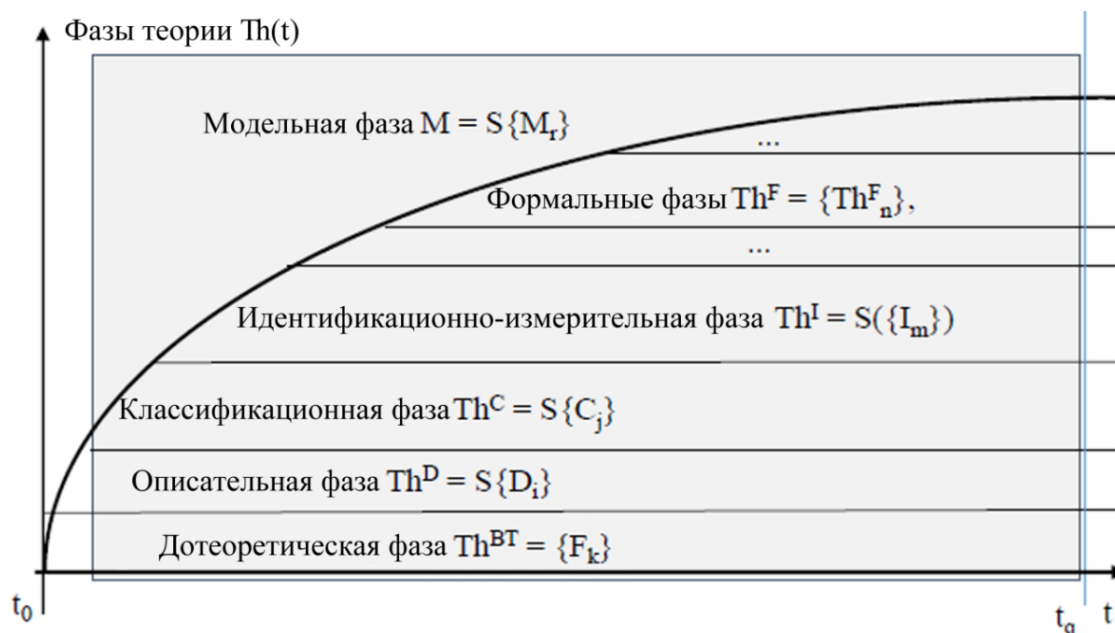 Фазы теории Th(t)
Модельная фаза M = S{Mᵣ}
...
Формальные фазы Thᶠ = {Thᶠₙ},
...
Идентификационно-измерительная фаза Thᴵ = S({Iₘ})
Классификационная фаза Thᶜ = S{Cⱼ}
Описательная фаза Thᴰ = S{Dᵢ}
Дотеоретическая фаза Thᴮᵀ = {Fₖ}
t₀ t_q t